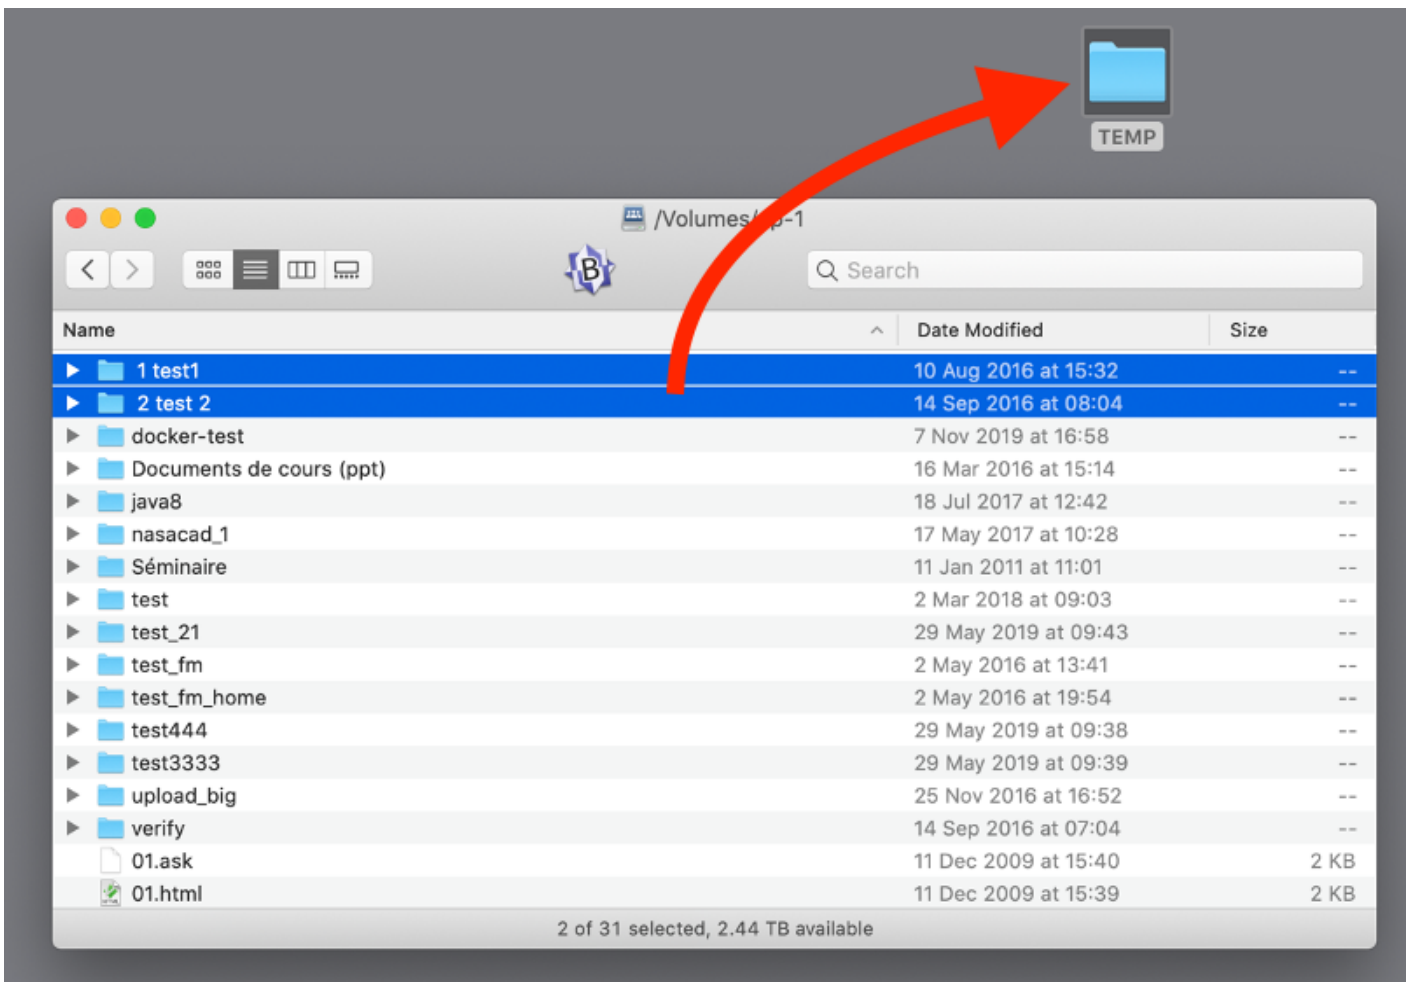 TEMP
/Volumes/ p-1
Search
Name Date Modified Size
1 test1 10 Aug 2016 at 15:32 --
2 test 2 14 Sep 2016 at 08:04 --
docker-test 7 Nov 2019 at 16:58 --
Documents de cours (ppt) 16 Mar 2016 at 15:14 --
java8 18 Jul 2017 at 12:42 --
nasacad_1 17 May 2017 at 10:28 --
Séminaire 11 Jan 2011 at 11:01 --
test 2 Mar 2018 at 09:03 --
test_21 29 May 2019 at 09:43 --
test_fm 2 May 2016 at 13:41 --
test_fm_home 2 May 2016 at 19:54 --
test444 29 May 2019 at 09:38 --
test3333 29 May 2019 at 09:39 --
upload_big 25 Nov 2016 at 16:52 --
verify 14 Sep 2016 at 07:04 --
01.ask 11 Dec 2009 at 15:40 2 KB
01.html 11 Dec 2009 at 15:39 2 KB
2 of 31 selected, 2.44 TB available